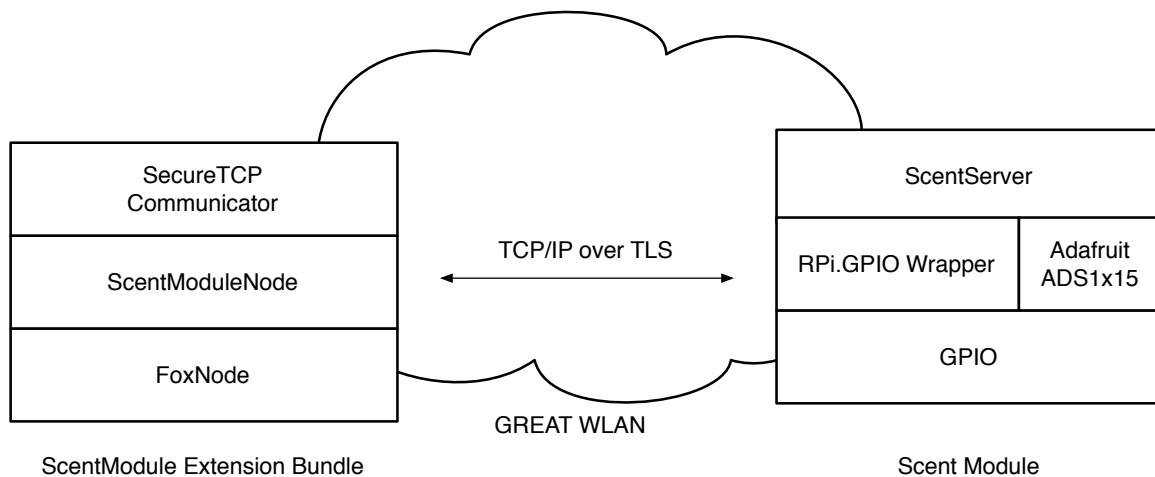 SecureTCP
Communicator
ScentModuleNode
FoxNode
ScentModule Extension Bundle
TCP/IP over TLS
GREAT WLAN
ScentServer
RPi.GPIO Wrapper
Adafruit
ADS1x15
GPIO
Scent Module